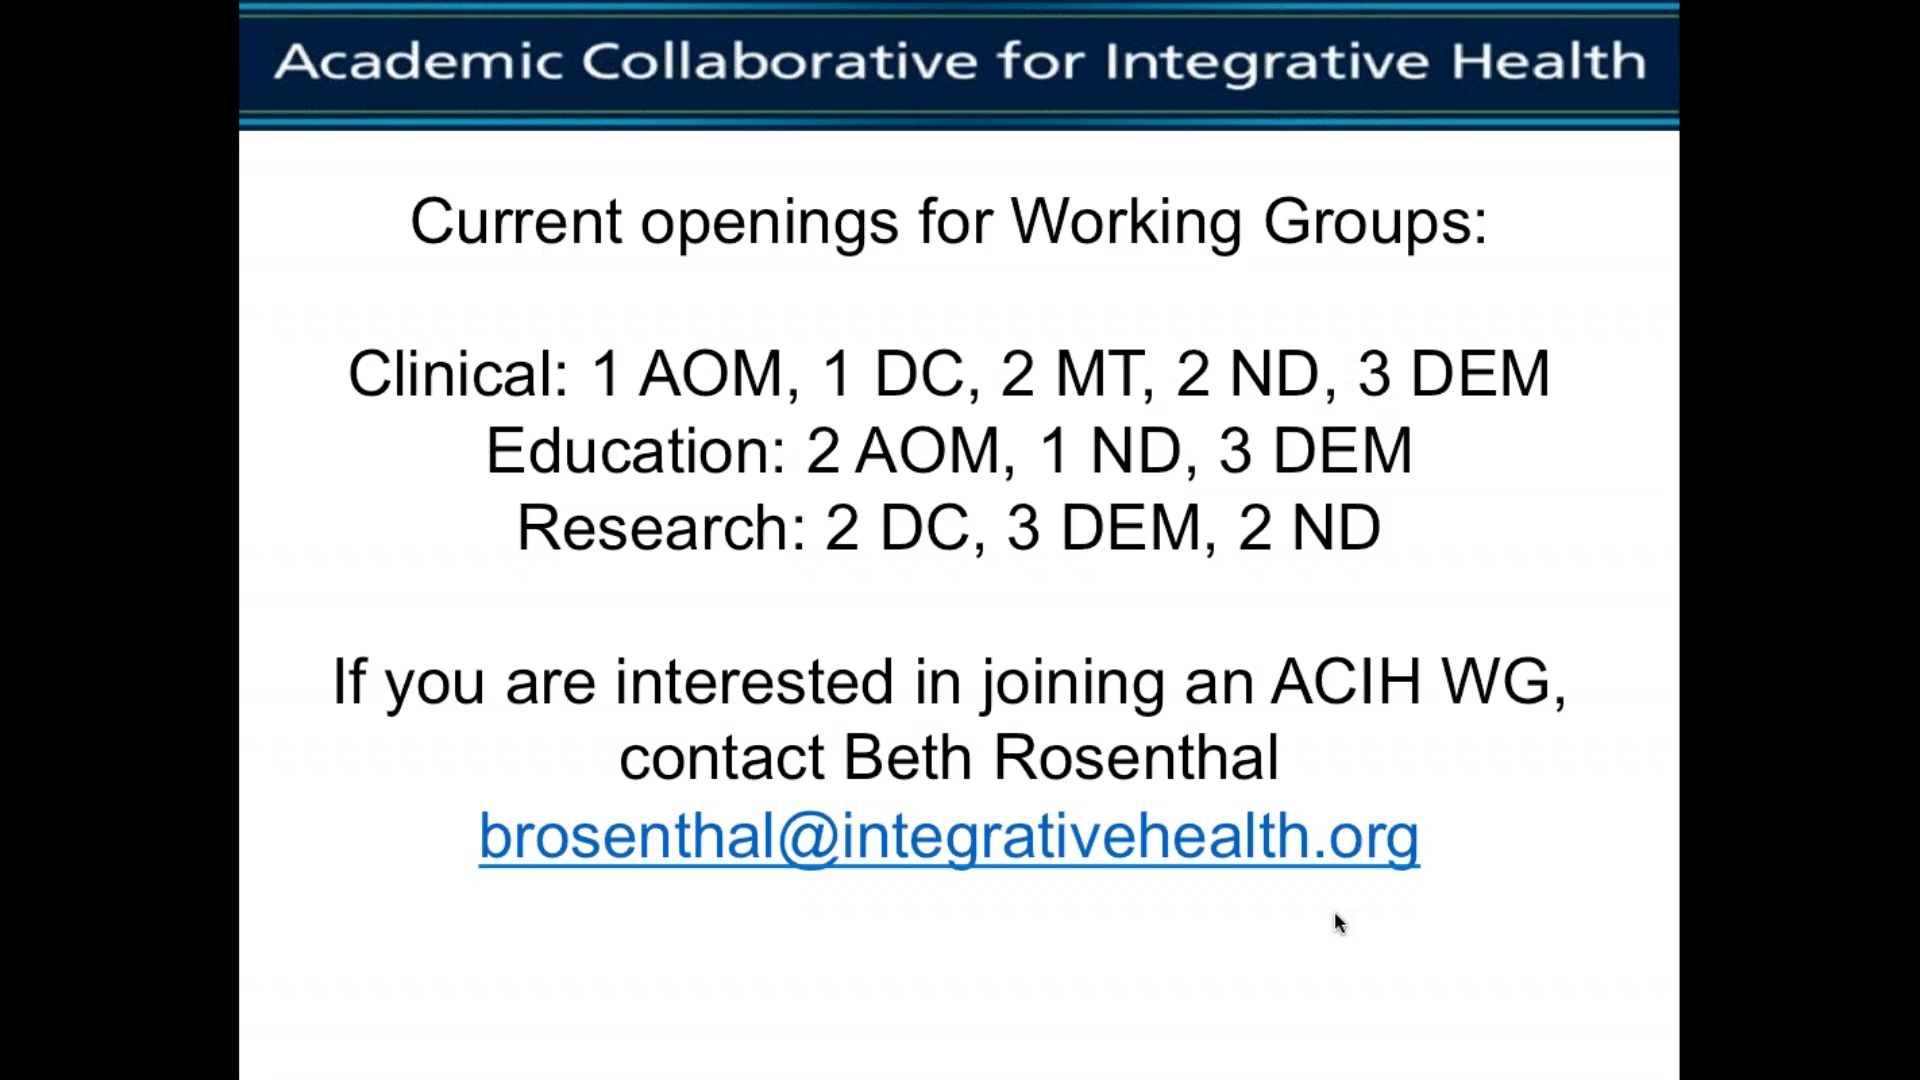 Academic Collaborative for Integrative Health
Current openings for Working Groups:
Clinical: 1 AOM, 1 DC, 2 MT, 2 ND, 3 DEM
Education: 2 AOM, 1 ND, 3 DEM
Research: 2 DC, 3 DEM, 2 ND
If you are interested in joining an ACIH WG,
contact Beth Rosenthal
brosenthal@integrativehealth.org